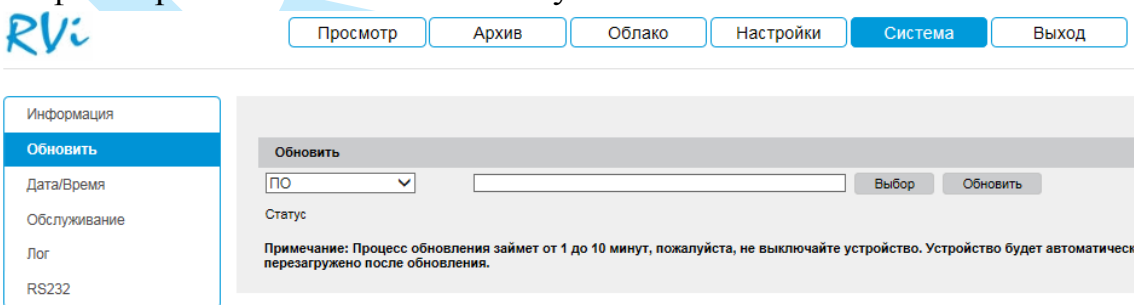 RVi
Просмотр Архив Облако Настройки Система Выход
Информация
Обновить
Дата/Время
Обслуживание
Лог
RS232
Обновить
ПО Выбор Обновить
Статус
Примечание: Процесс обновления займет от 1 до 10 минут, пожалуйста, не выключайте устройство. Устройство будет автоматическ
перезагружено после обновления.